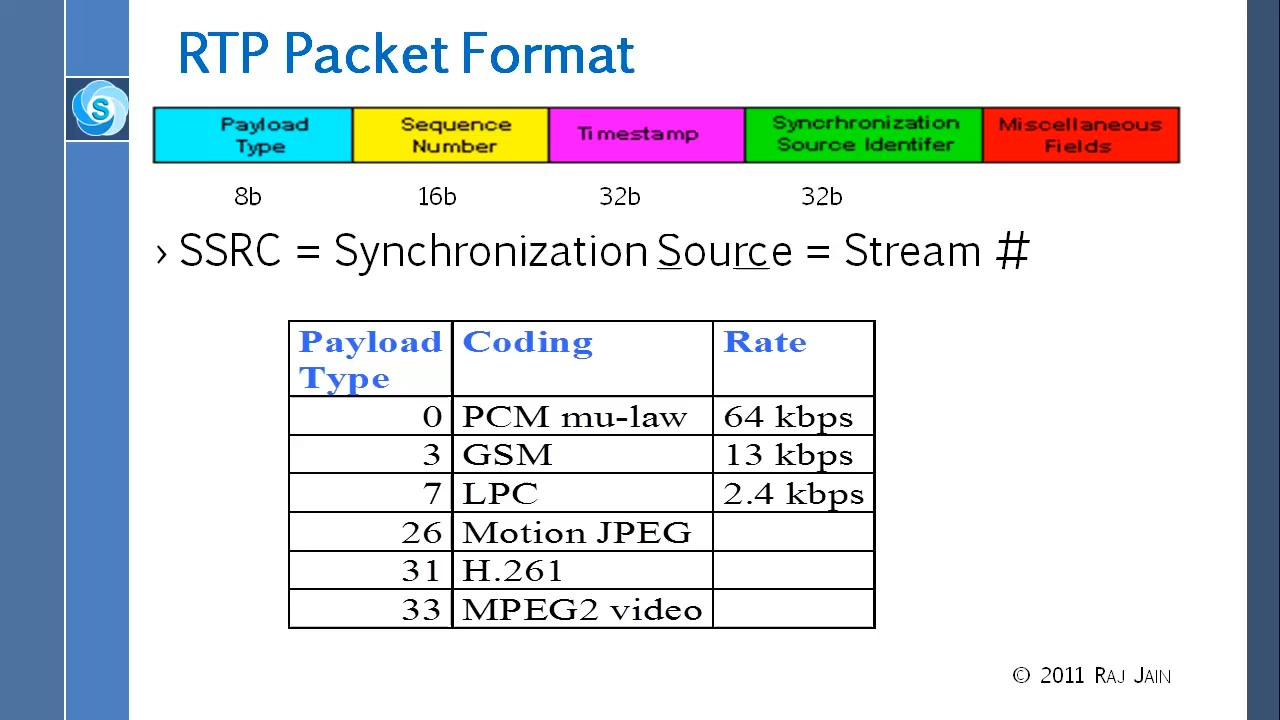 RTP Packet Format
Payload Type
Sequence Number
Timestamp
Syncrhronization Source Identifer
Miscellaneous Fields
8b 16b 32b 32b
› SSRC = Synchronization Source = Stream #
Payload Type Coding Rate
0 PCM mu-law 64 kbps
3 GSM 13 kbps
7 LPC 2.4 kbps
26 Motion JPEG
31 H.261
33 MPEG2 video
© 2011 RAJ JAIN
S